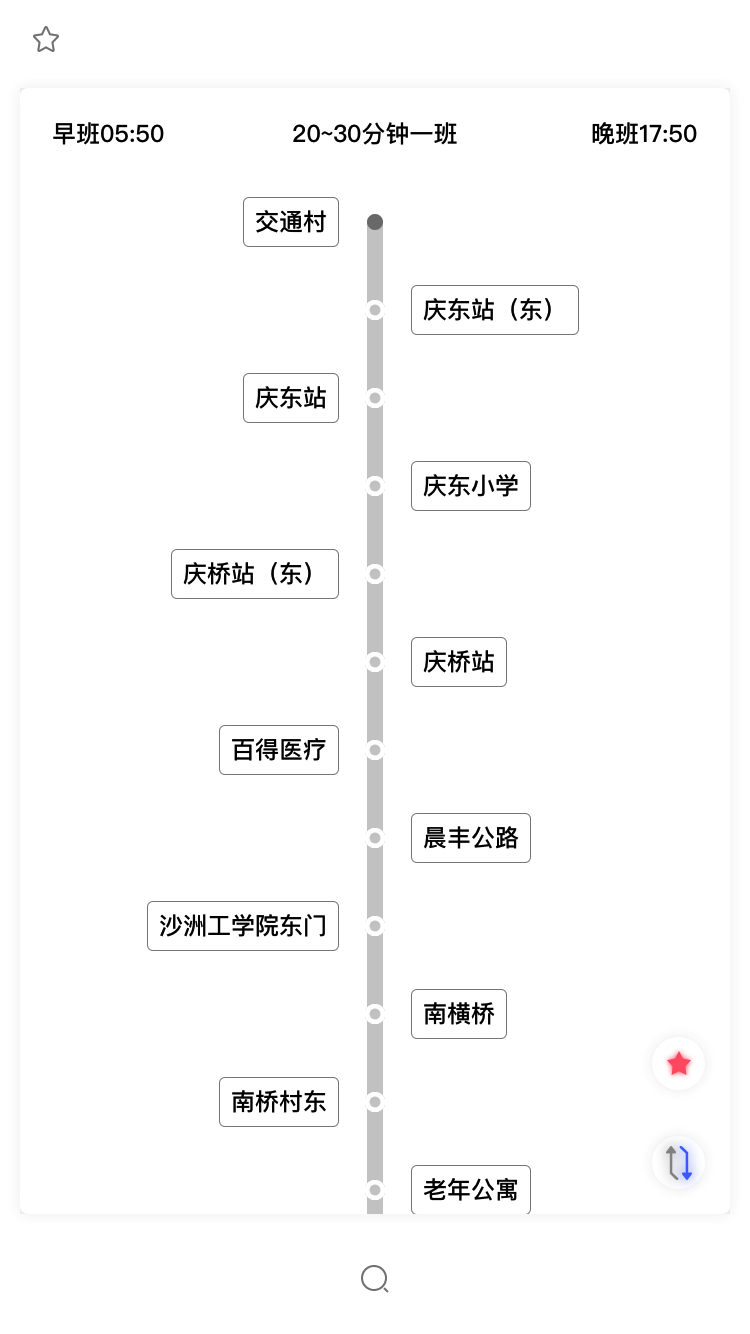 早班05:50
20~30分钟一班
晚班17:50
交通村
庆东站（东）
庆东站
庆东小学
庆桥站（东）
庆桥站
百得医疗
晨丰公路
沙洲工学院东门
南横桥
南桥村东
老年公寓